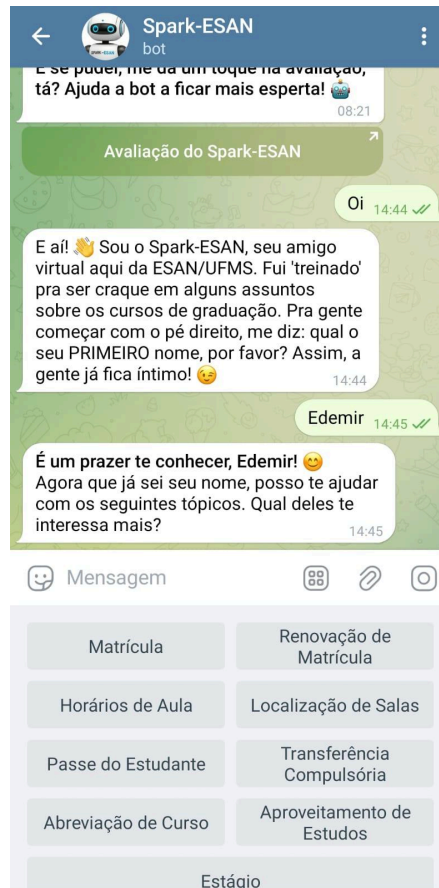 Spark-ESAN
bot
E se puder, me dá um toque na avaliação,
tá? Ajuda a bot a ficar mais esperta! 🤖
08:21
Avaliação do Spark-ESAN
Oi 14:44
E aí! 👋 Sou o Spark-ESAN, seu amigo
virtual aqui da ESAN/UFMS. Fui 'treinado'
pra ser craque em alguns assuntos
sobre os cursos de graduação. Pra gente
começar com o pé direito, me diz: qual o
seu PRIMEIRO nome, por favor? Assim, a
gente já fica íntimo! 😉
14:44
Edemir 14:45
É um prazer te conhecer, Edemir! 😊
Agora que já sei seu nome, posso te ajudar
com os seguintes tópicos. Qual deles te
interessa mais?
14:45
Mensagem
Matrícula
Renovação de
Matrícula
Horários de Aula
Localização de Salas
Passe do Estudante
Transferência
Compulsória
Abreviação de Curso
Aproveitamento de
Estudos
Estágio